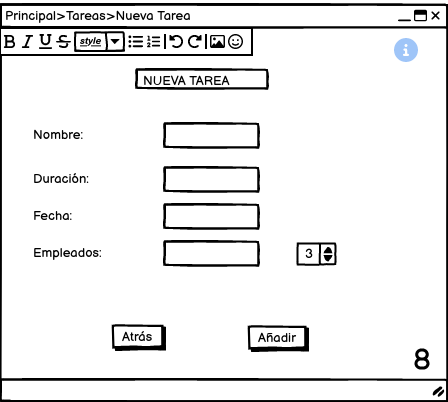 Principal>Tareas>Nueva Tarea
B I U S style
i
NUEVA TAREA
Nombre:
Duración:
Fecha:
Empleados: 3
Atrás Añadir
8